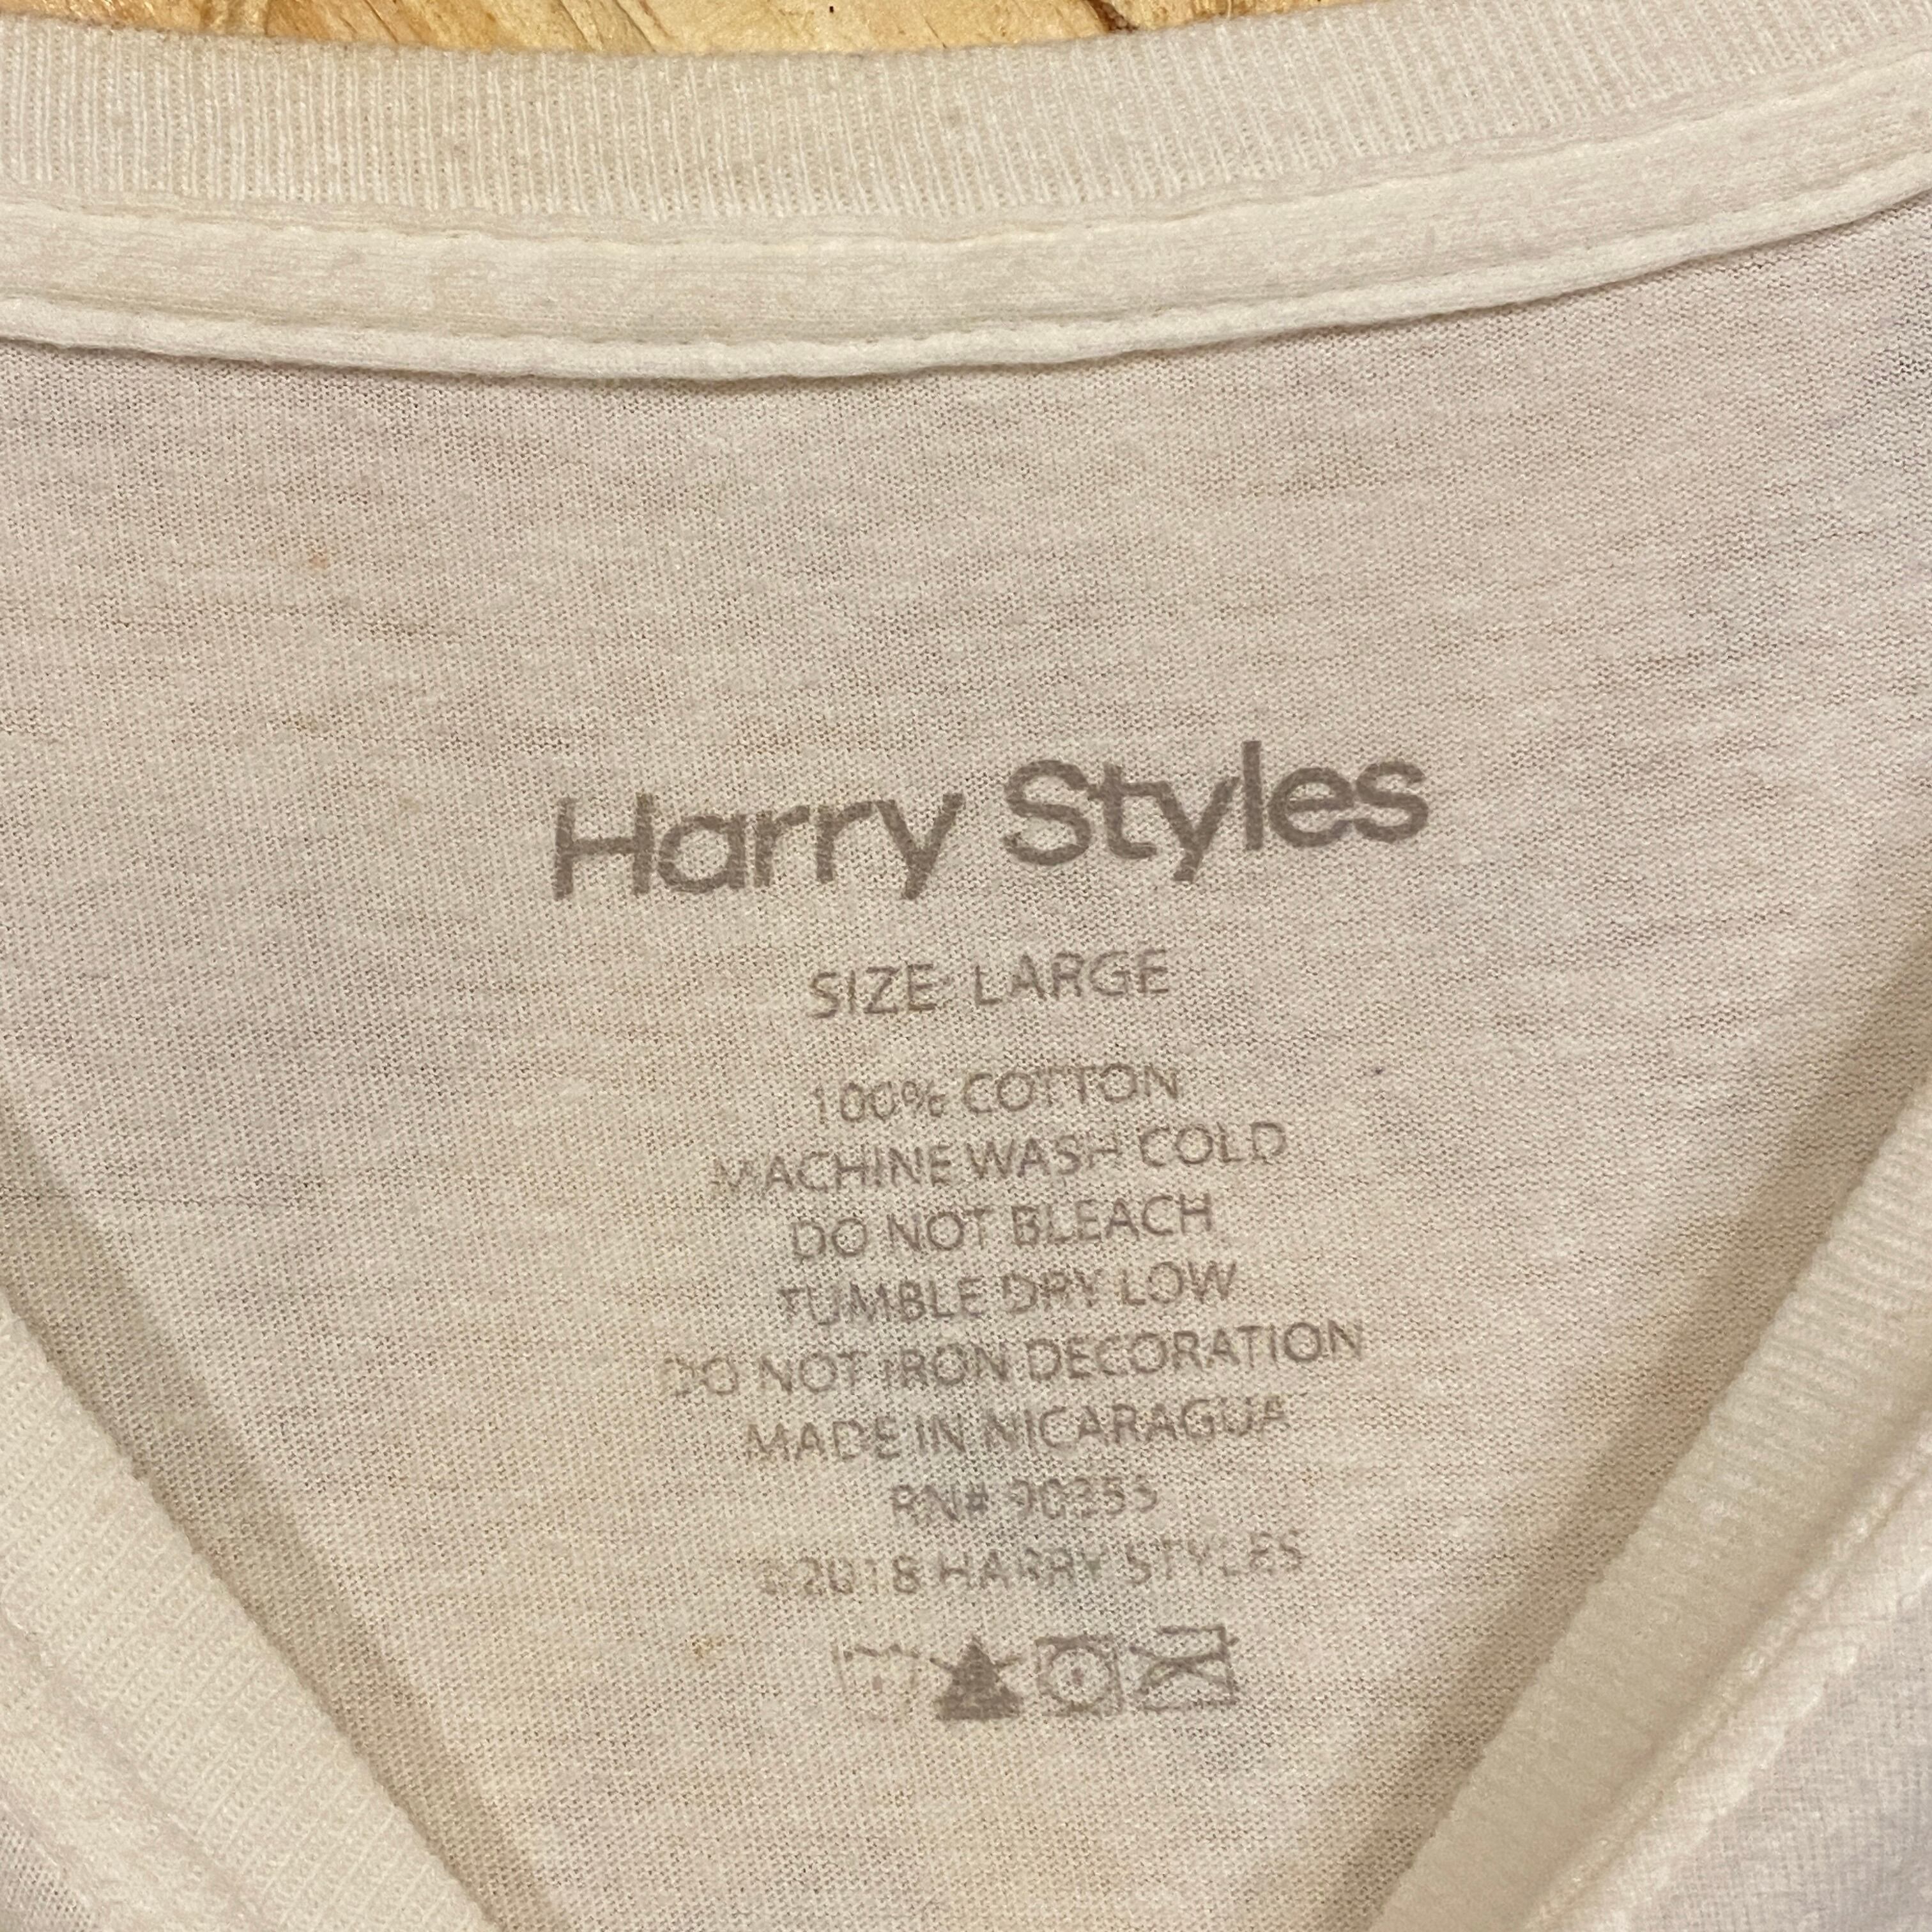 Harry Styles
SIZE: LARGE
100% COTTON
MACHINE WASH COLD
DO NOT BLEACH
TUMBLE DRY LOW
DO NOT IRON DECORATION
MADE IN NICARAGUA
RN# 90355
©2018 HARRY STYLES